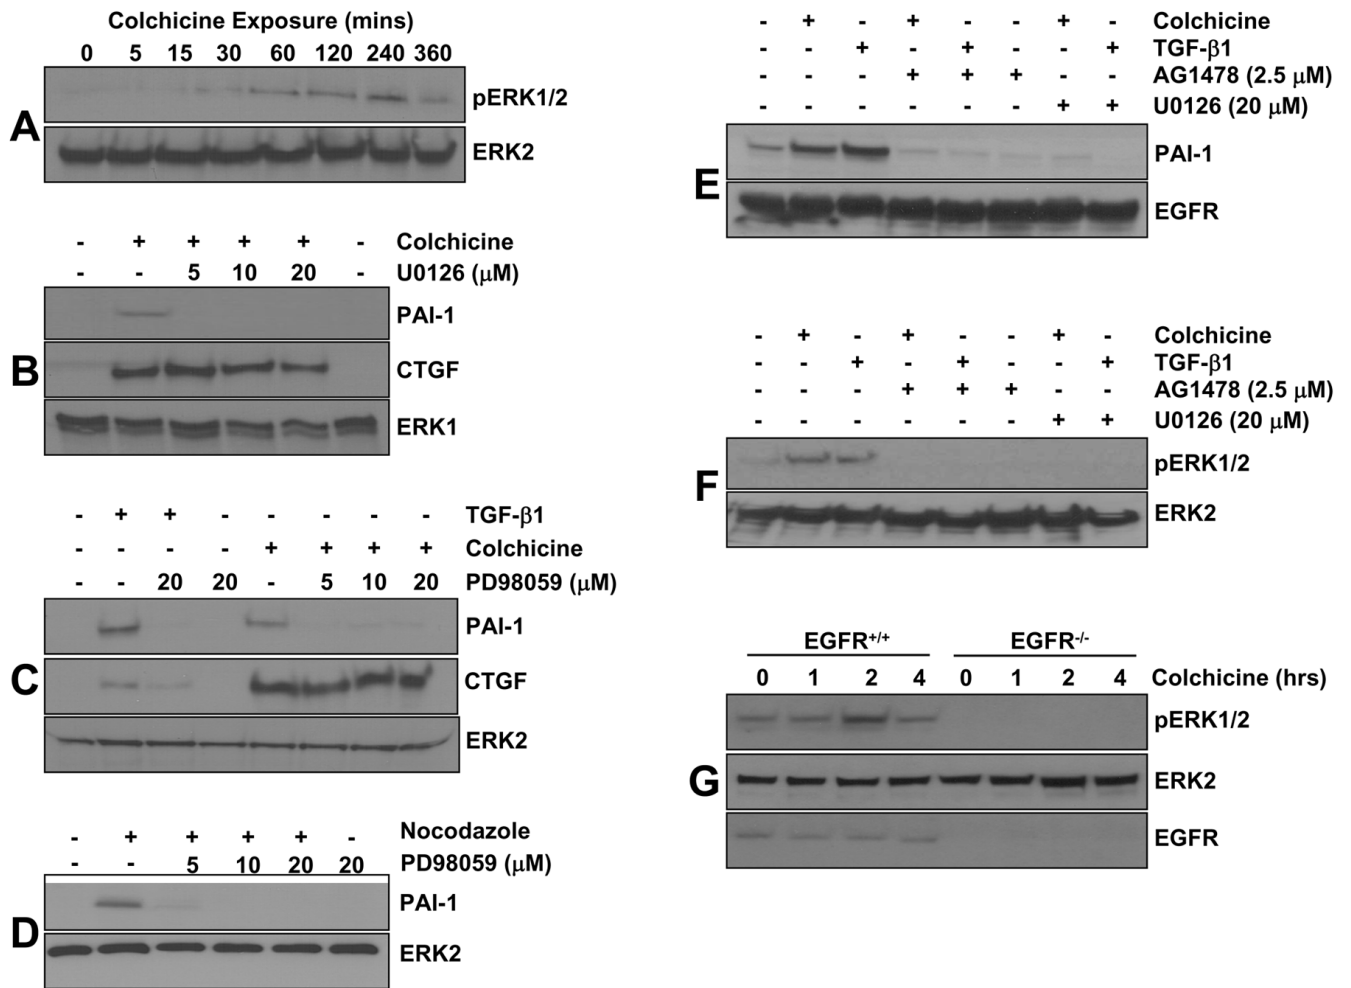 Colchicine Exposure (mins)
0 5 15 30 60 120 240 360
pERK1/2
A
ERK2
- + + + + - Colchicine
- - 5 10 20 - U0126 (μM)
PAI-1
B
CTGF
ERK1
- + + - - - - - TGF-β1
- - - - + + + + Colchicine
- - 20 20 - 5 10 20 PD98059 (μM)
PAI-1
C
CTGF
ERK2
- + + + + - Nocodazole
- - 5 10 20 20 PD98059 (μM)
PAI-1
D
ERK2
- + - + - - + - Colchicine
- - + - + - - + TGF-β1
- - - + + + - - AG1478 (2.5 μM)
- - - - - - + + U0126 (20 μM)
PAI-1
E
EGFR
- + - + - - + - Colchicine
- - + - + - - + TGF-β1
- - - + + + - - AG1478 (2.5 μM)
- - - - - - + + U0126 (20 μM)
pERK1/2
F
ERK2
EGFR+/+ EGFR-/-
0 1 2 4 0 1 2 4 Colchicine (hrs)
pERK1/2
G
ERK2
EGFR